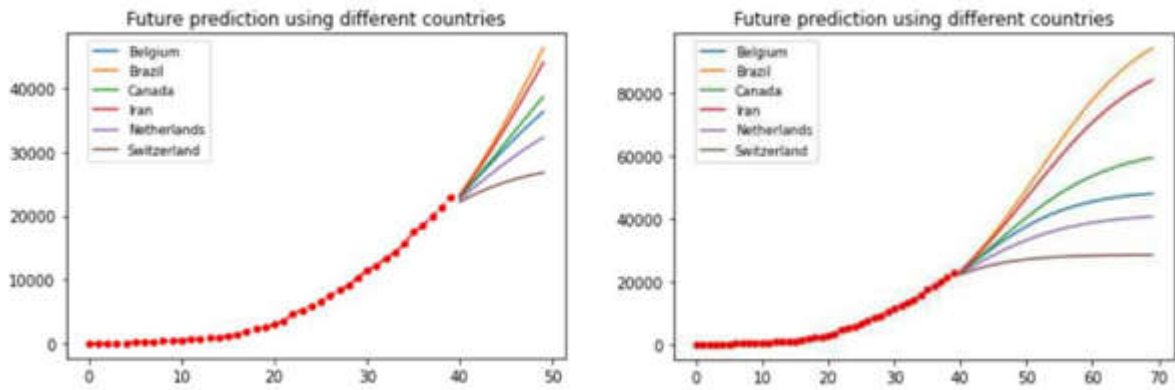 Future prediction using different countries
Belgium
Brazil
Canada
Iran
Netherlands
Switzerland
40000
30000
20000
10000
0
0 10 20 30 40 50
Future prediction using different countries
Belgium
Brazil
Canada
Iran
Netherlands
Switzerland
80000
60000
40000
20000
0
0 10 20 30 40 50 60 70